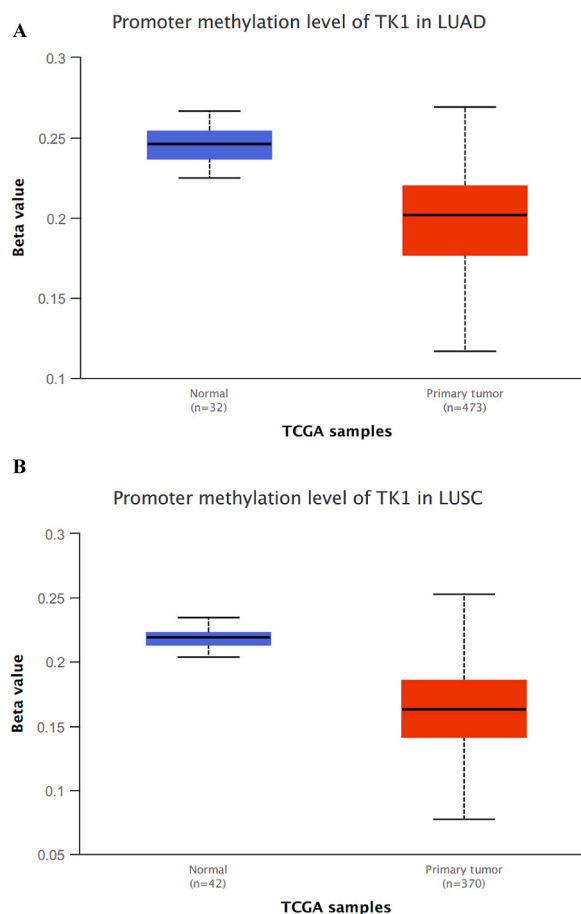 A
Promoter methylation level of TK1 in LUAD
0.3
0.25
0.2
0.15
0.1
Beta value
Normal
(n=32)
Primary tumor
(n=473)
TCGA samples
B
Promoter methylation level of TK1 in LUSC
0.3
0.25
0.2
0.15
0.1
0.05
Beta value
Normal
(n=42)
Primary tumor
(n=370)
TCGA samples